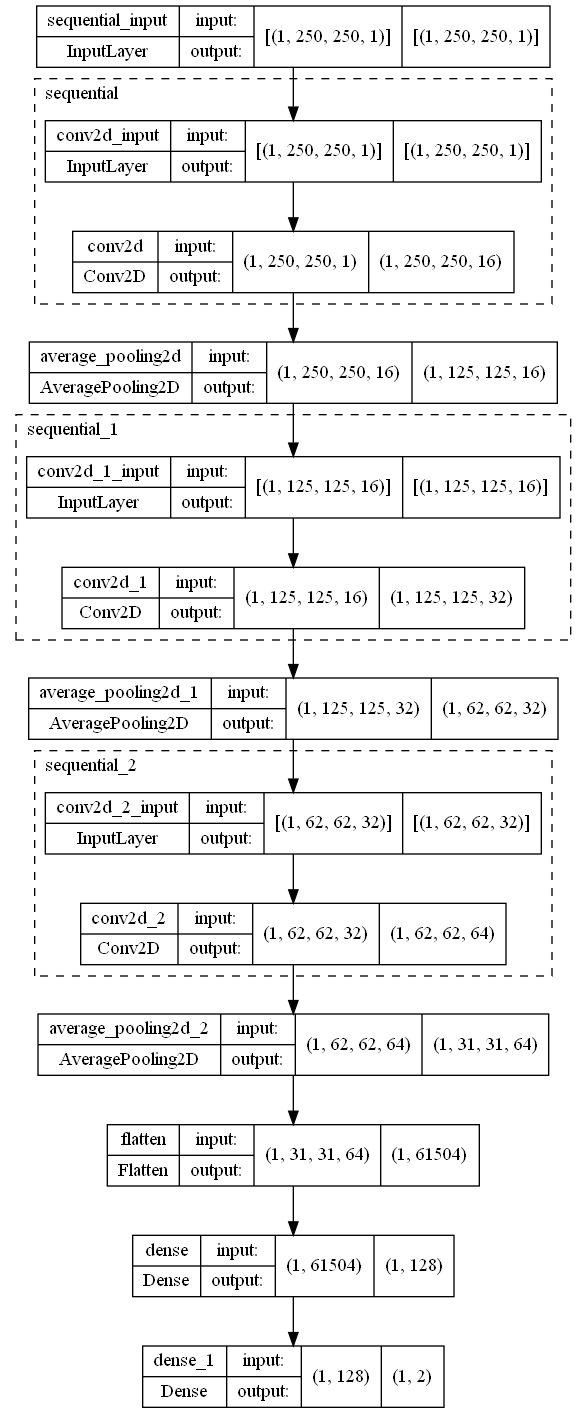 sequential_input input: [(1, 250, 250, 1)] [(1, 250, 250, 1)]
InputLayer output:
sequential
conv2d_input input: [(1, 250, 250, 1)] [(1, 250, 250, 1)]
InputLayer output:
conv2d input: (1, 250, 250, 1) (1, 250, 250, 16)
Conv2D output:
average_pooling2d input: (1, 250, 250, 16) (1, 125, 125, 16)
AveragePooling2D output:
sequential_1
conv2d_1_input input: [(1, 125, 125, 16)] [(1, 125, 125, 16)]
InputLayer output:
conv2d_1 input: (1, 125, 125, 16) (1, 125, 125, 32)
Conv2D output:
average_pooling2d_1 input: (1, 125, 125, 32) (1, 62, 62, 32)
AveragePooling2D output:
sequential_2
conv2d_2_input input: [(1, 62, 62, 32)] [(1, 62, 62, 32)]
InputLayer output:
conv2d_2 input: (1, 62, 62, 32) (1, 62, 62, 64)
Conv2D output:
average_pooling2d_2 input: (1, 62, 62, 64) (1, 31, 31, 64)
AveragePooling2D output:
flatten input: (1, 31, 31, 64) (1, 61504)
Flatten output:
dense input: (1, 61504) (1, 128)
Dense output:
dense_1 input: (1, 128) (1, 2)
Dense output: